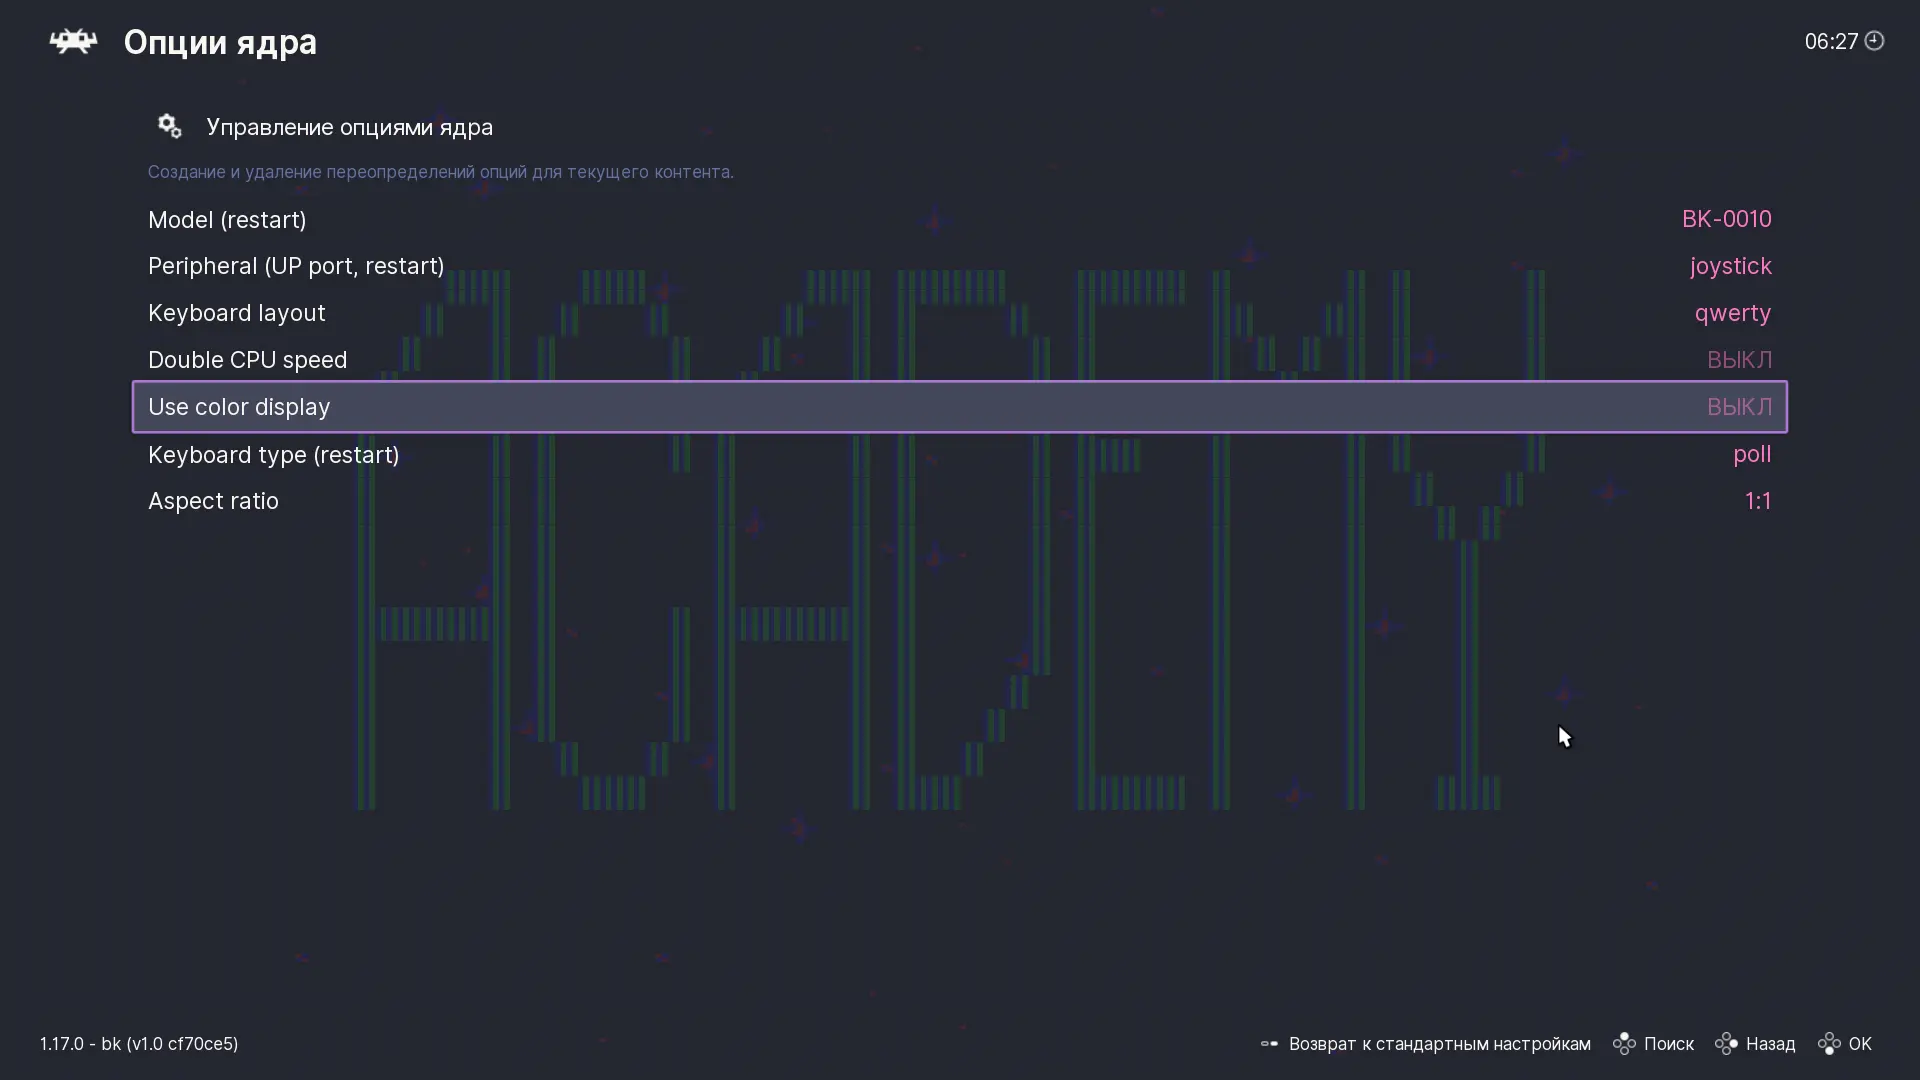 Опции ядра
06:27
Управление опциями ядра
Создание и удаление переопределений опций для текущего контента.
Model (restart) BK-0010
Peripheral (UP port, restart) joystick
Keyboard layout qwerty
Double CPU speed ВЫКЛ
Use color display ВЫКЛ
Keyboard type (restart) poll
Aspect ratio 1:1
ACADEMY
1.17.0 - bk (v1.0 cf70ce5)
Возврат к стандартным настройкам Поиск Назад OK